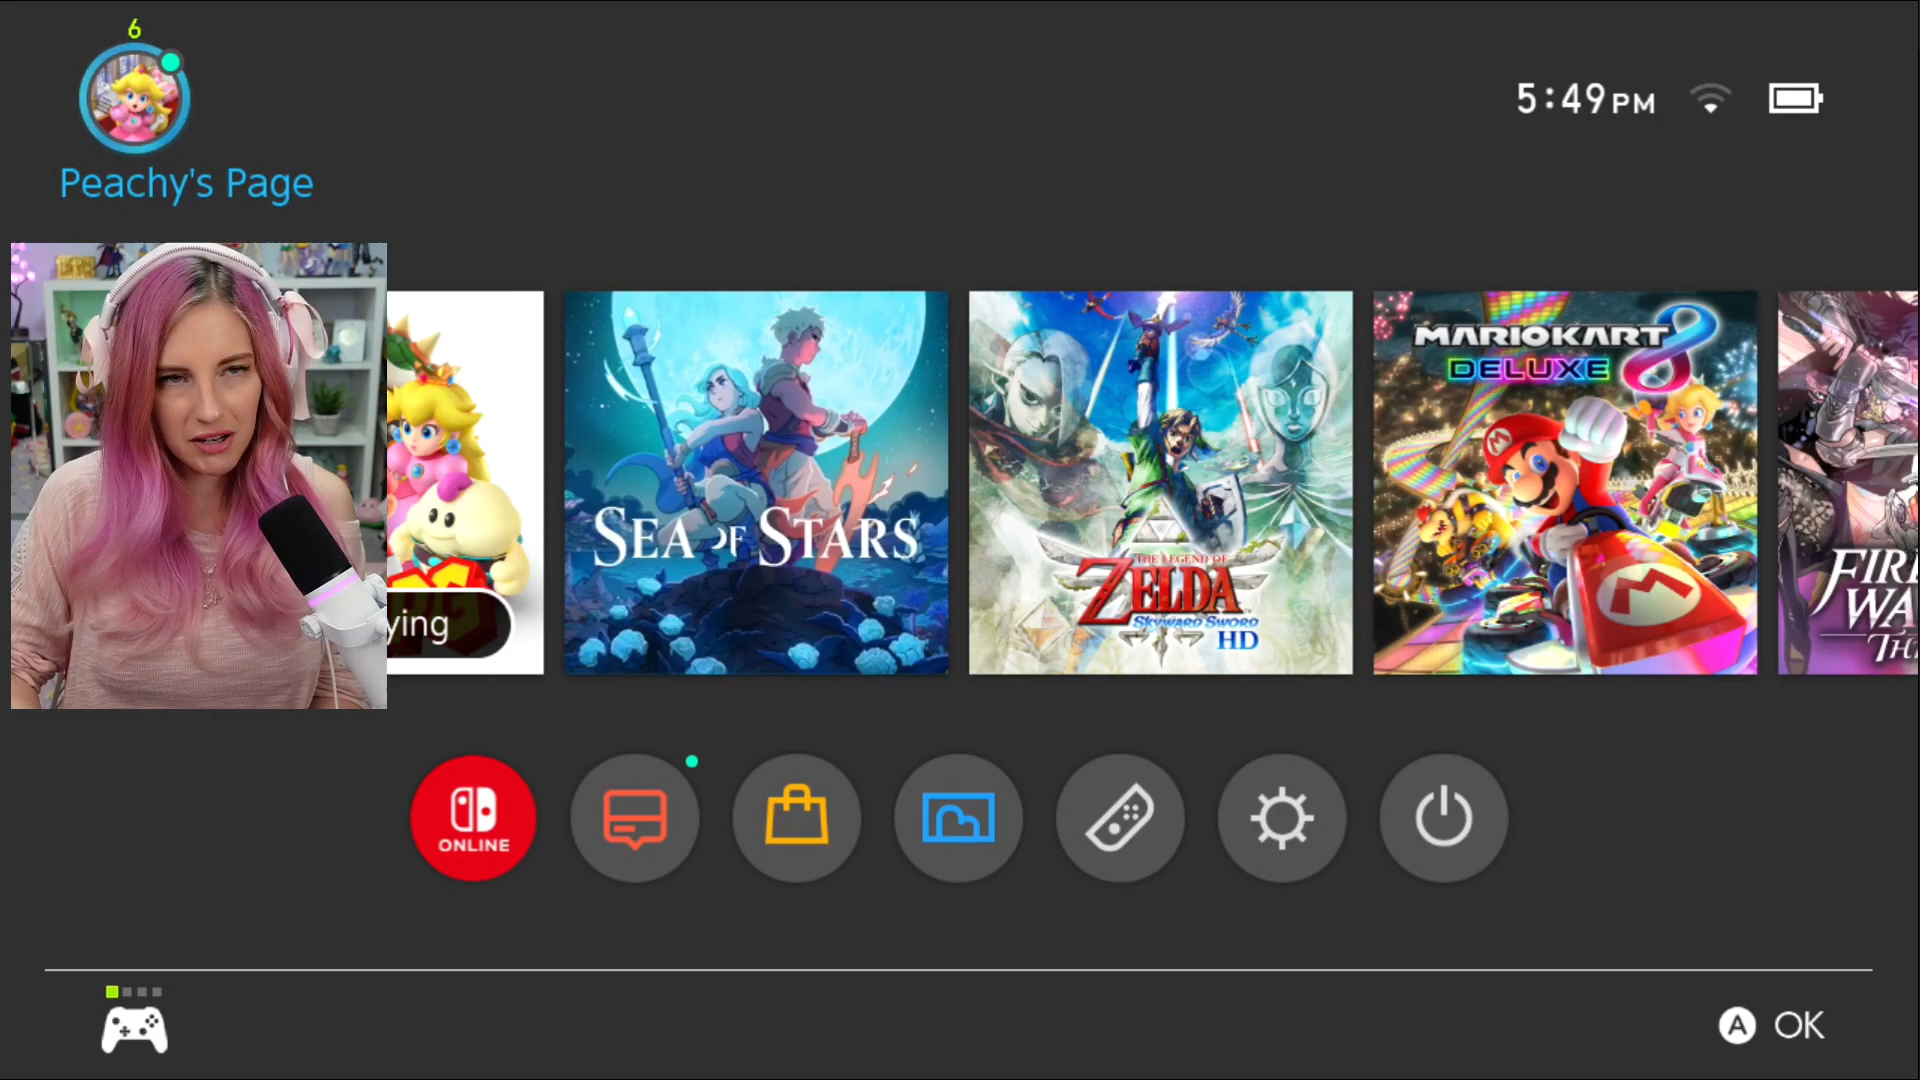 6
5:49 PM
Peachy's Page
MARIOKART 8
DELUXE
SEA OF STARS
THE LEGEND OF
ZELDA
SKYWARD SWORD
HD
ying
ONLINE
A OK